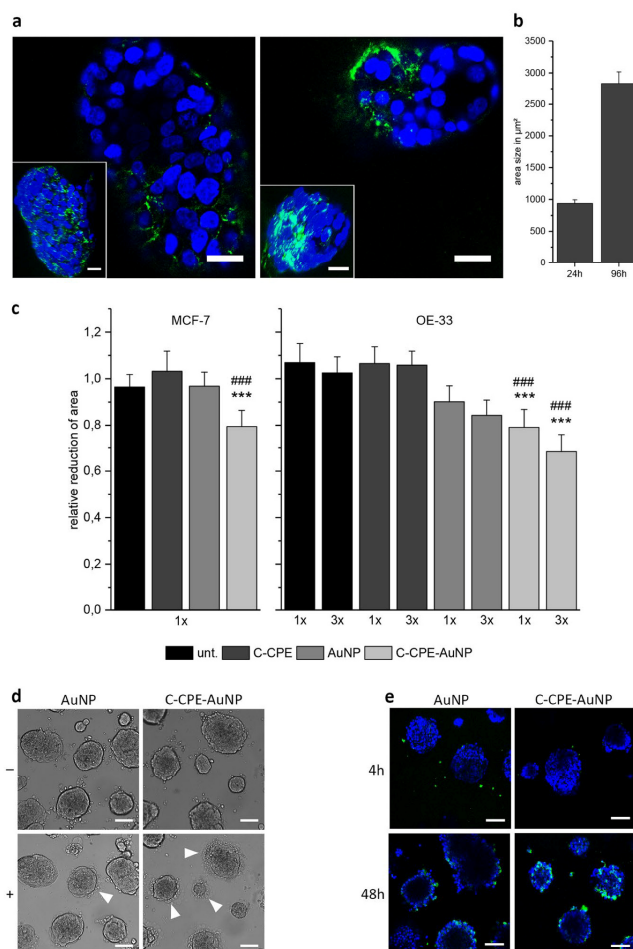 a
b
3500
3000
2500
2000
1500
1000
500
0
area size in µm²
24h
96h
c
MCF-7
OE-33
1,2
1,0
0,8
0,6
0,4
0,2
0,0
relative reduction of area
###
***
###
***
###
***
1x
1x 3x 1x 3x 1x 3x 1x 3x
unt. C-CPE AuNP C-CPE-AuNP
d
AuNP C-CPE-AuNP
–
+
e
AuNP C-CPE-AuNP
4h
48h